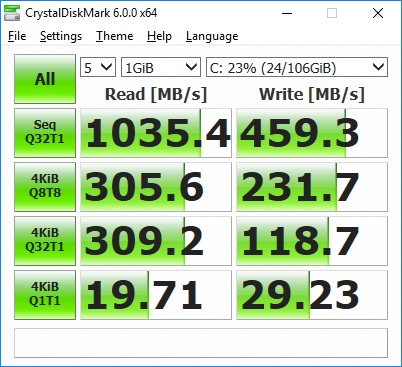 CrystalDiskMark 6.0.0 x64
File Settings Theme Help Language
All 5 1GiB C: 23% (24/106GiB)
Read [MB/s] Write [MB/s]
Seq
Q32T1 1035.4 459.3
4KiB
Q8T8 305.6 231.7
4KiB
Q32T1 309.2 118.7
4KiB
Q1T1 19.71 29.23